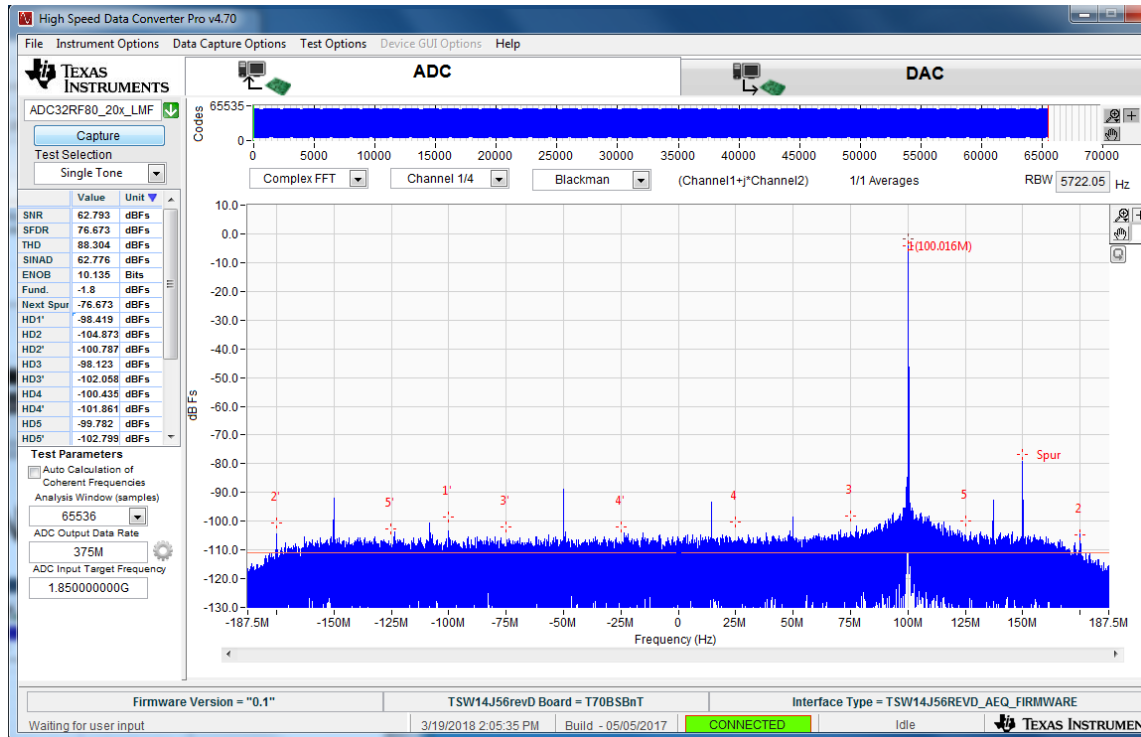 High Speed Data Converter Pro v4.70
File Instrument Options Data Capture Options Test Options Device GUI Options Help
TEXAS INSTRUMENTS
ADC
DAC
ADC32RF80_20x_LMF
Capture
Test Selection
Single Tone
Value Unit
SNR 62.793 dBFs
SFDR 76.673 dBFs
THD 88.304 dBFs
SINAD 62.776 dBFs
ENOB 10.135 Bits
Fund. -1.8 dBFs
Next Spur -76.673 dBFs
HD1' -98.419 dBFs
HD2 -104.873 dBFs
HD2' -100.787 dBFs
HD3 -98.123 dBFs
HD3' -102.058 dBFs
HD4 -100.435 dBFs
HD4' -101.861 dBFs
HD5 -99.782 dBFs
HD5' -102.799 dBFs
Test Parameters
Auto Calculation of
Coherent Frequencies
Analysis Window (samples)
65536
ADC Output Data Rate
375M
ADC Input Target Frequency
1.850000000G
Codes
65535
0
0 5000 10000 15000 20000 25000 30000 35000 40000 45000 50000 55000 60000 65000 70000
Complex FFT Channel 1/4 Blackman (Channel1+j*Channel2) 1/1 Averages RBW 5722.05 Hz
dBFs
10.0
0.0
-10.0
-20.0
-30.0
-40.0
-50.0
-60.0
-70.0
-80.0
-90.0
-100.0
-110.0
-120.0
-130.0
1(100.016M)
Spur
2' 5' 1' 3' 4' 4 3 5 2
-187.5M -150M -125M -100M -75M -50M -25M 0 25M 50M 75M 100M 125M 150M 187.5M
Frequency (Hz)
Firmware Version = "0.1" TSW14J56revD Board = T70BSBnT Interface Type = TSW14J56REVD_AEQ_FIRMWARE
Waiting for user input 3/19/2018 2:05:35 PM Build - 05/05/2017 CONNECTED Idle TEXAS INSTRUMEN